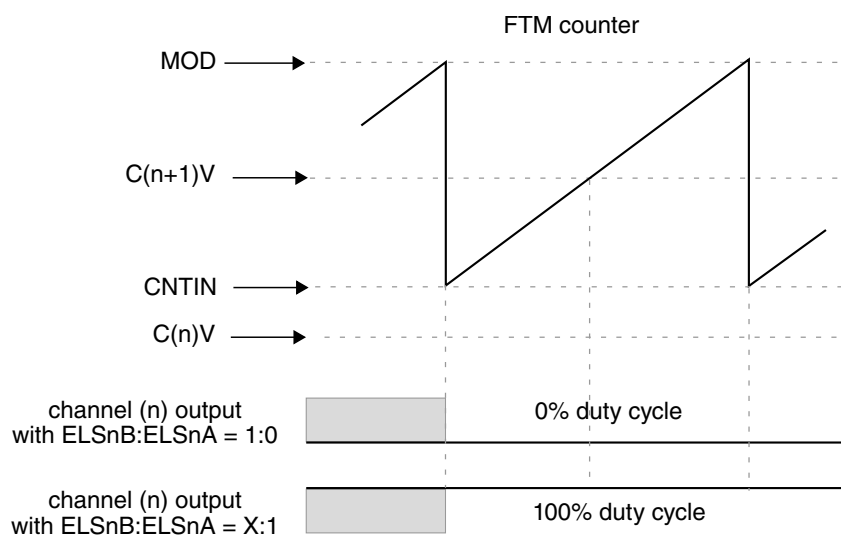 FTM counter
MOD
C(n+1)V
CNTIN
C(n)V
channel (n) output
with ELSnB:ELSnA = 1:0
0% duty cycle
channel (n) output
with ELSnB:ELSnA = X:1
100% duty cycle